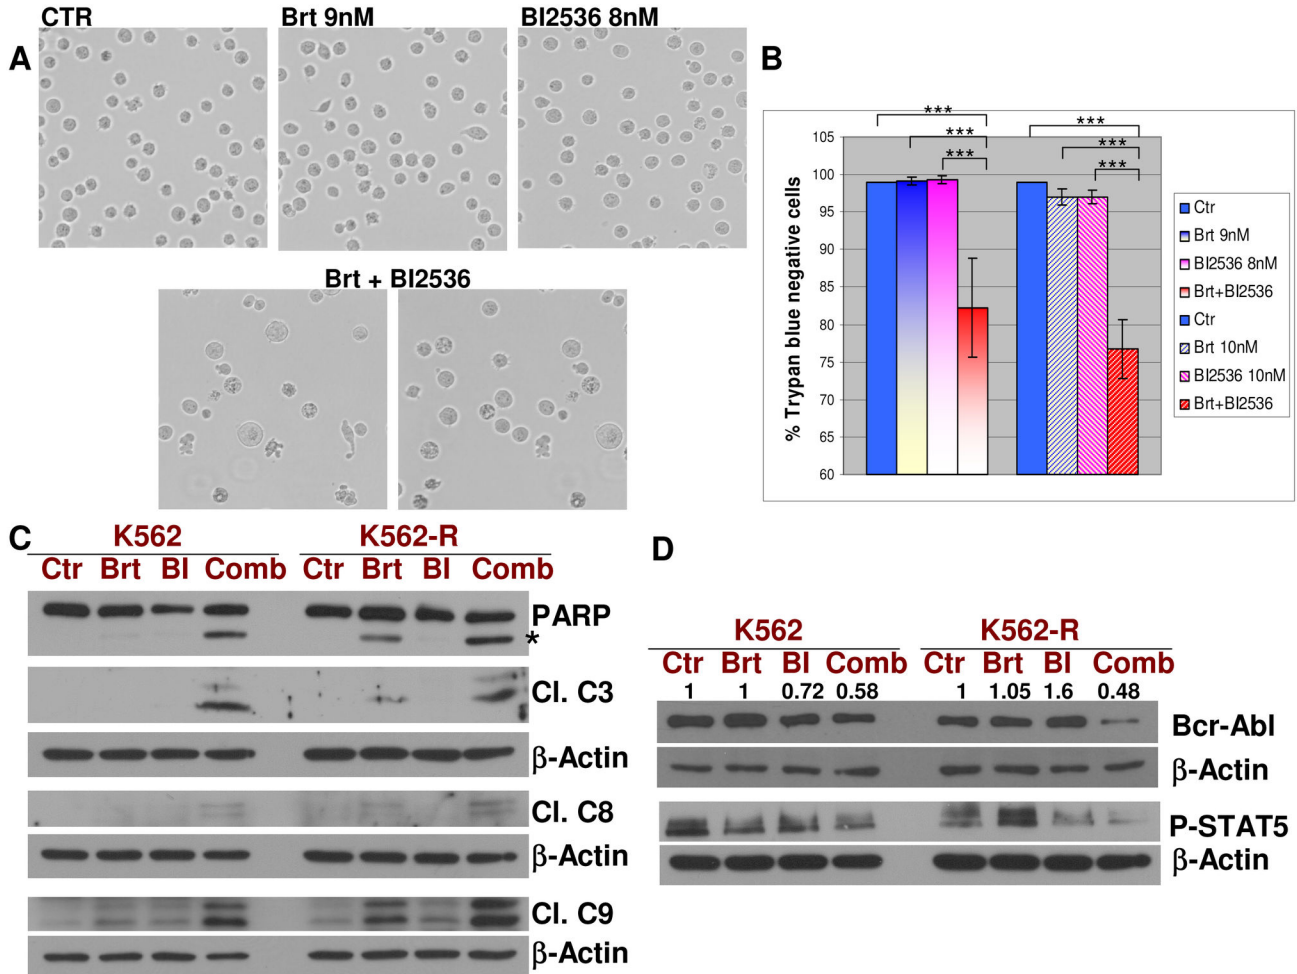 A
CTR
Brt 9nM
BI2536 8nM
Brt + BI2536
B
*** ***
*** ***
*** ***
% Trypan blue negative cells
105
100
95
90
85
80
75
70
65
60
Ctr
Brt 9nM
BI2536 8nM
Brt+BI2536
Ctr
Brt 10nM
BI2536 10nM
Brt+BI2536
C
K562 K562-R
Ctr Brt BI Comb Ctr Brt BI Comb
PARP
*
Cl. C3
β-Actin
Cl. C8
β-Actin
Cl. C9
β-Actin
D
K562 K562-R
Ctr Brt BI Comb Ctr Brt BI Comb
1 1 0.72 0.58 1 1.05 1.6 0.48
Bcr-Abl
β-Actin
P-STAT5
β-Actin